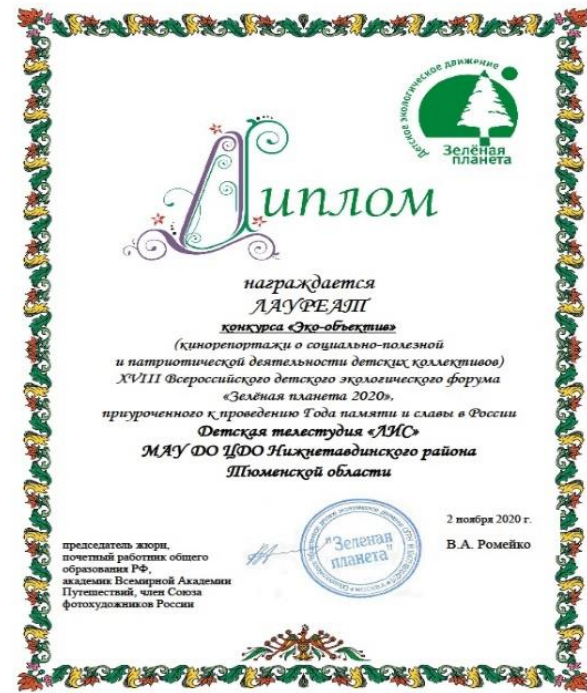 Детское экологическое движение
Зелёная
планета
Диплом
награждается
ЛАУРЕАТ
конкурса «Эко-объектив»
(кинорепортажи о социально-полезной
и патриотической деятельности детских коллективов)
XVIII Всероссийского детского экологического форума
«Зелёная планета 2020»,
приуроченного к проведению Года памяти и славы в России
Детская телестудия «ЛИС»
МАУ ДО ЦДО Нижнетавдинского района
Тюменской области
2 ноября 2020 г.
председатель жюри,
почетный работник общего
образования РФ,
академик Всемирной Академии
Путешествий, член Союза
фотохудожников России
"Зеленая
планета"
В.А. Ромейко